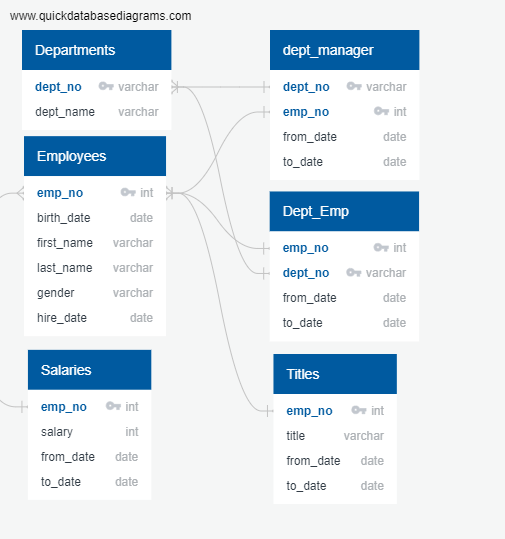 www.quickdatabasediagrams.com
Departments
dept_no varchar
dept_name varchar
Employees
emp_no int
birth_date date
first_name varchar
last_name varchar
gender varchar
hire_date date
Salaries
emp_no int
salary int
from_date date
to_date date
dept_manager
dept_no varchar
emp_no int
from_date date
to_date date
Dept_Emp
emp_no int
dept_no varchar
from_date date
to_date date
Titles
emp_no int
title varchar
from_date date
to_date date